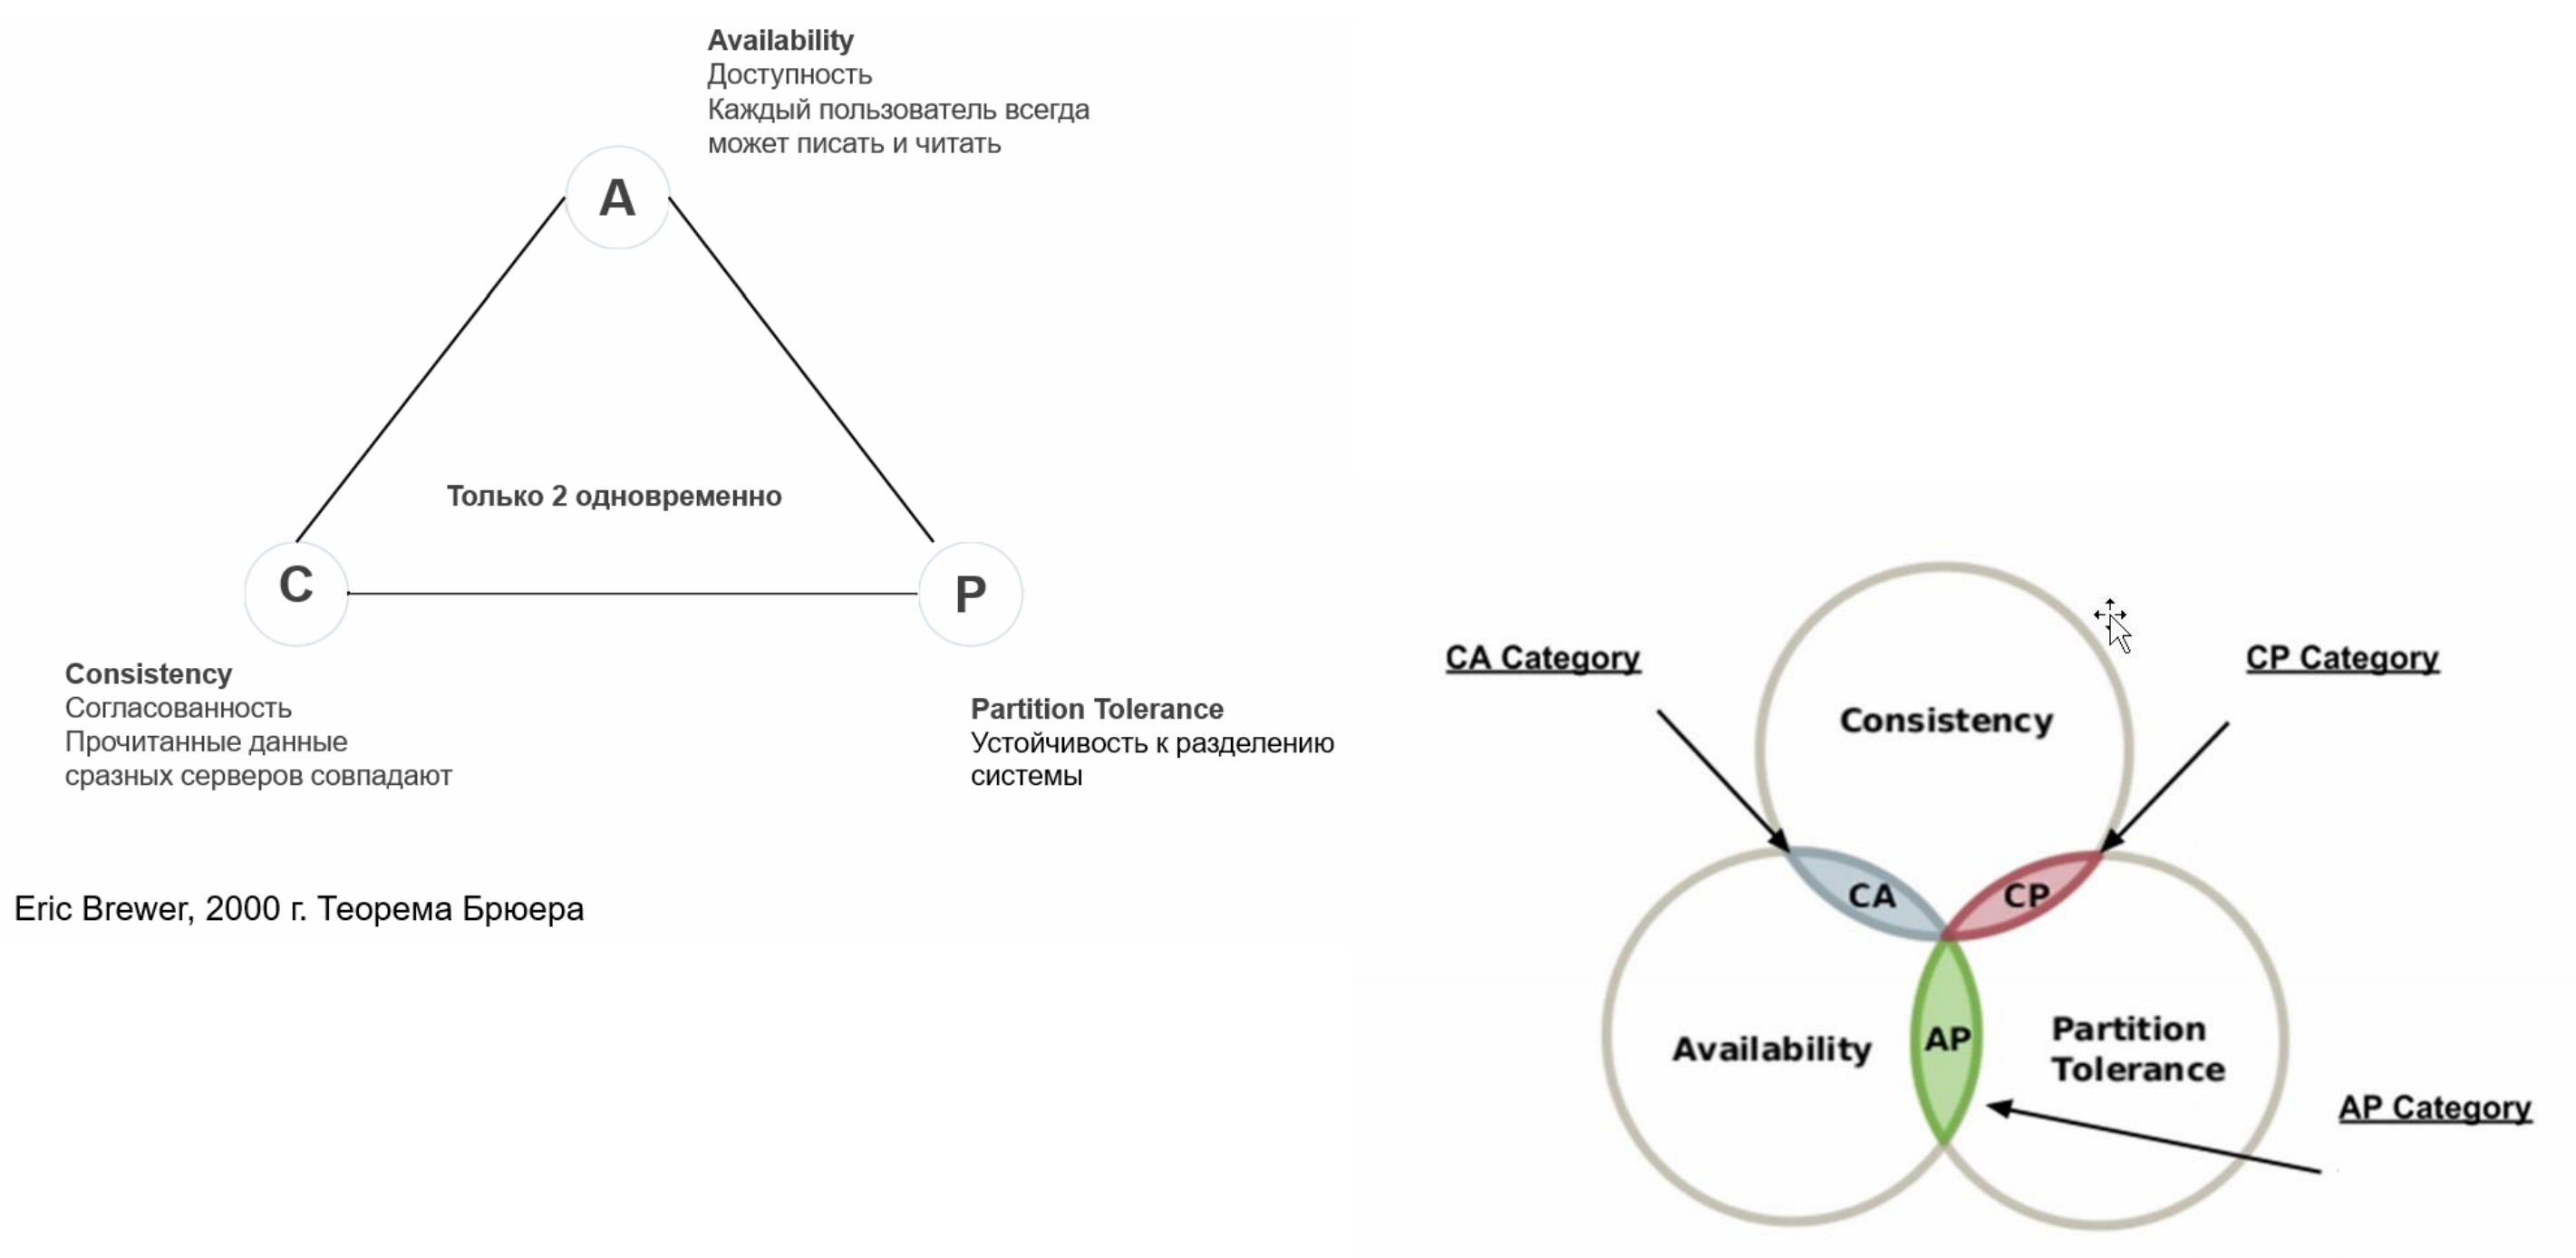 Availability
Доступность
Каждый пользователь всегда
может писать и читать
A
Только 2 одновременно
C
P
Consistency
Согласованность
Прочитанные данные
сразных серверов совпадают
Partition Tolerance
Устойчивость к разделению
системы
Eric Brewer, 2000 г. Теорема Брюера
CA Category
CP Category
Consistency
CA
CP
Availability
AP
Partition
Tolerance
AP Category